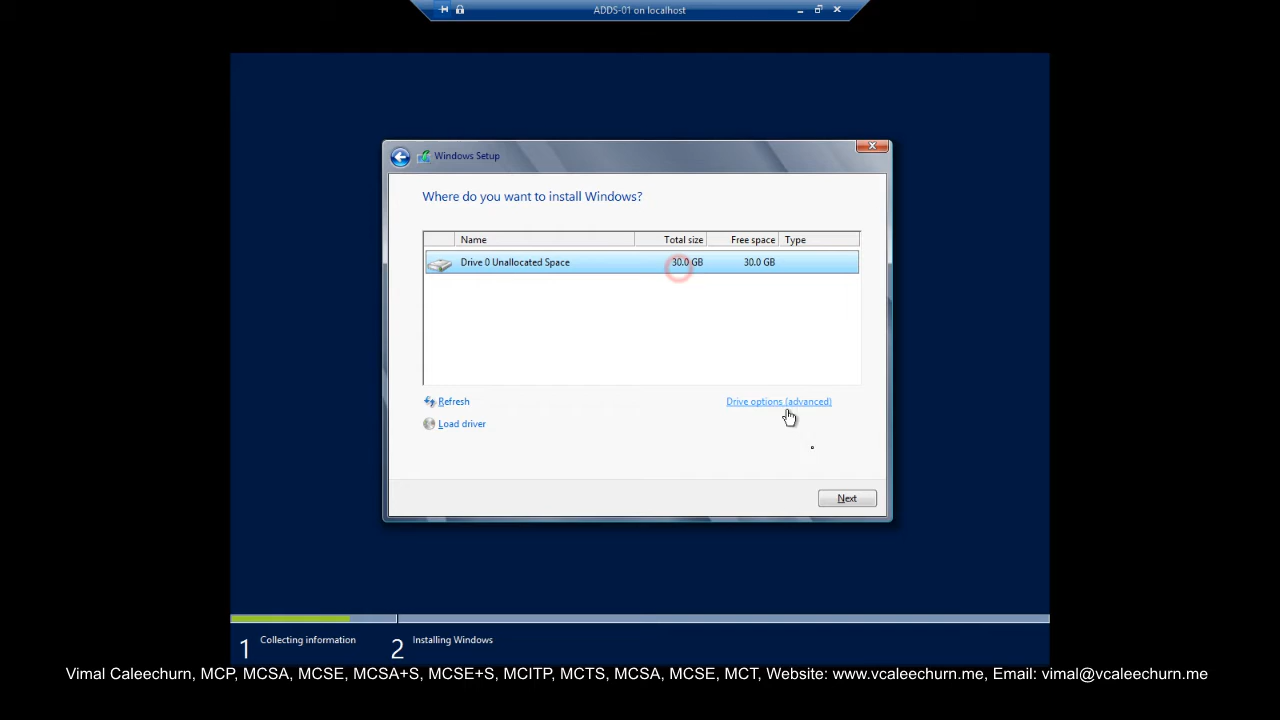 ADDS-01 on localhost
Windows Setup
Where do you want to install Windows?
Name Total size Free space Type
Drive 0 Unallocated Space 30.0 GB 30.0 GB
Refresh Drive options (advanced)
Load driver
Next
1 Collecting information 2 Installing Windows
Vimal Caleechurn, MCP, MCSA, MCSE, MCSA+S, MCSE+S, MCITP, MCTS, MCSA, MCSE, MCT, Website: www.vcaleechurn.me, Email: vimal@vcaleechurn.me